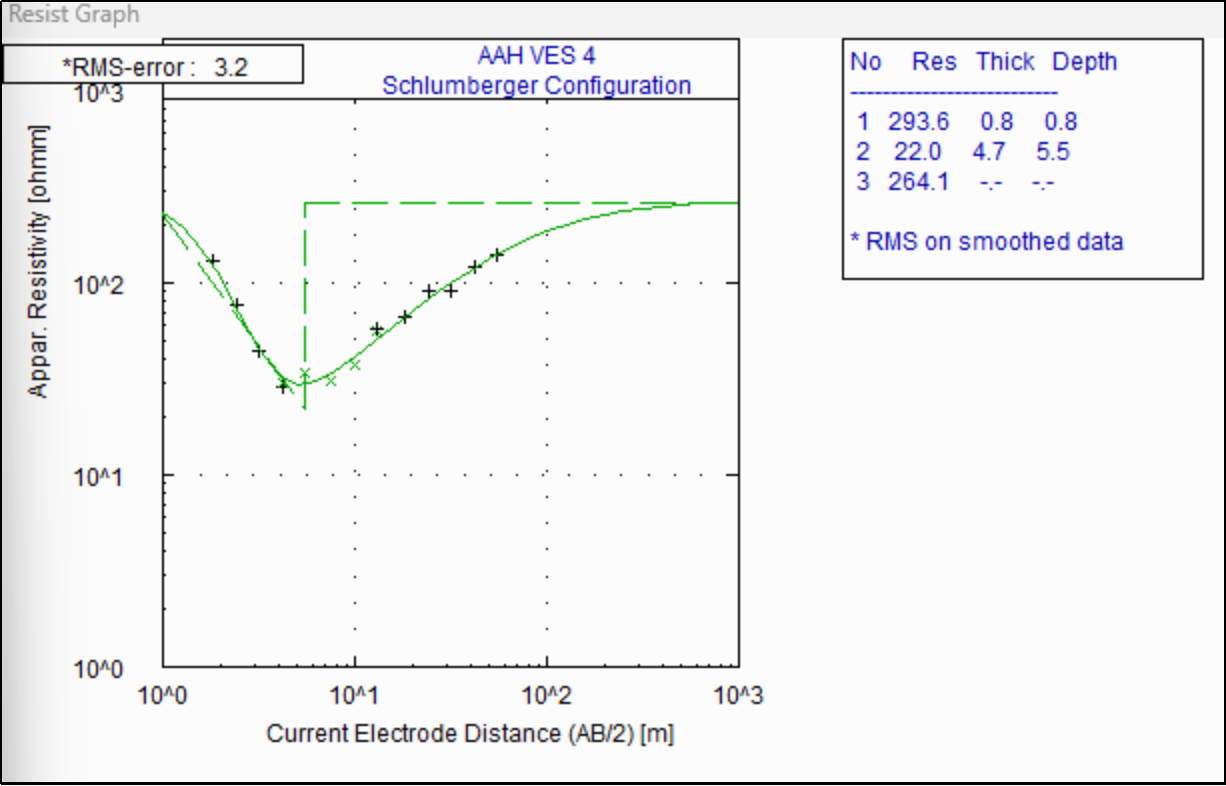 Resist Graph
*RMS-error : 3.2
AAH VES 4
Schlumberger Configuration
10^3
10^2
10^1
10^0
Appar. Resistivity [ohmm]
10^0 10^1 10^2 10^3
Current Electrode Distance (AB/2) [m]
No Res Thick Depth
--------------------------
1 293.6 0.8 0.8
2 22.0 4.7 5.5
3 264.1 -.- -.-
* RMS on smoothed data